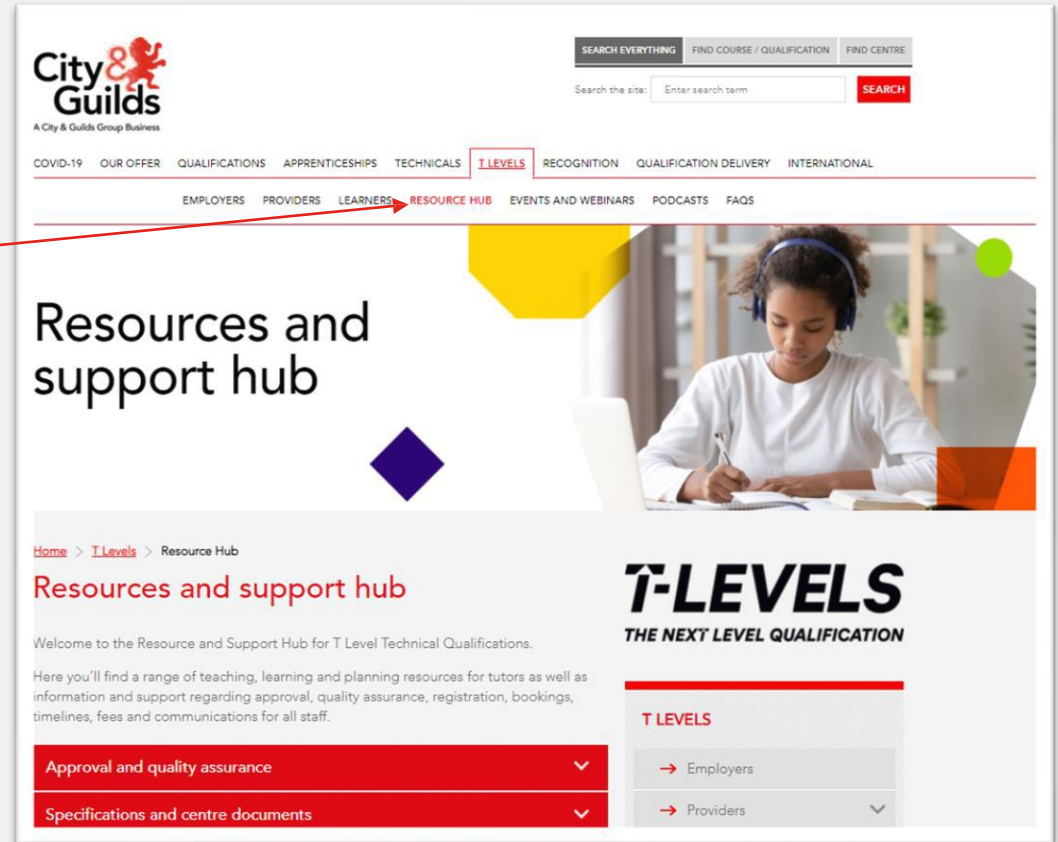 City&
Guilds
A City & Guilds Group Business
SEARCH EVERYTHING FIND COURSE / QUALIFICATION FIND CENTRE
Search the site: Enter search term SEARCH
COVID-19 OUR OFFER QUALIFICATIONS APPRENTICESHIPS TECHNICALS T LEVELS RECOGNITION QUALIFICATION DELIVERY INTERNATIONAL
EMPLOYERS PROVIDERS LEARNERS RESOURCE HUB EVENTS AND WEBINARS PODCASTS FAQS
Resources and
support hub
Home > T Levels > Resource Hub
Resources and support hub
Welcome to the Resource and Support Hub for T Level Technical Qualifications.
Here you'll find a range of teaching, learning and planning resources for tutors as well as
information and support regarding approval, quality assurance, registration, bookings,
timelines, fees and communications for all staff.
Approval and quality assurance
Specifications and centre documents
T-LEVELS
THE NEXT LEVEL QUALIFICATION
T LEVELS
→ Employers
→ Providers